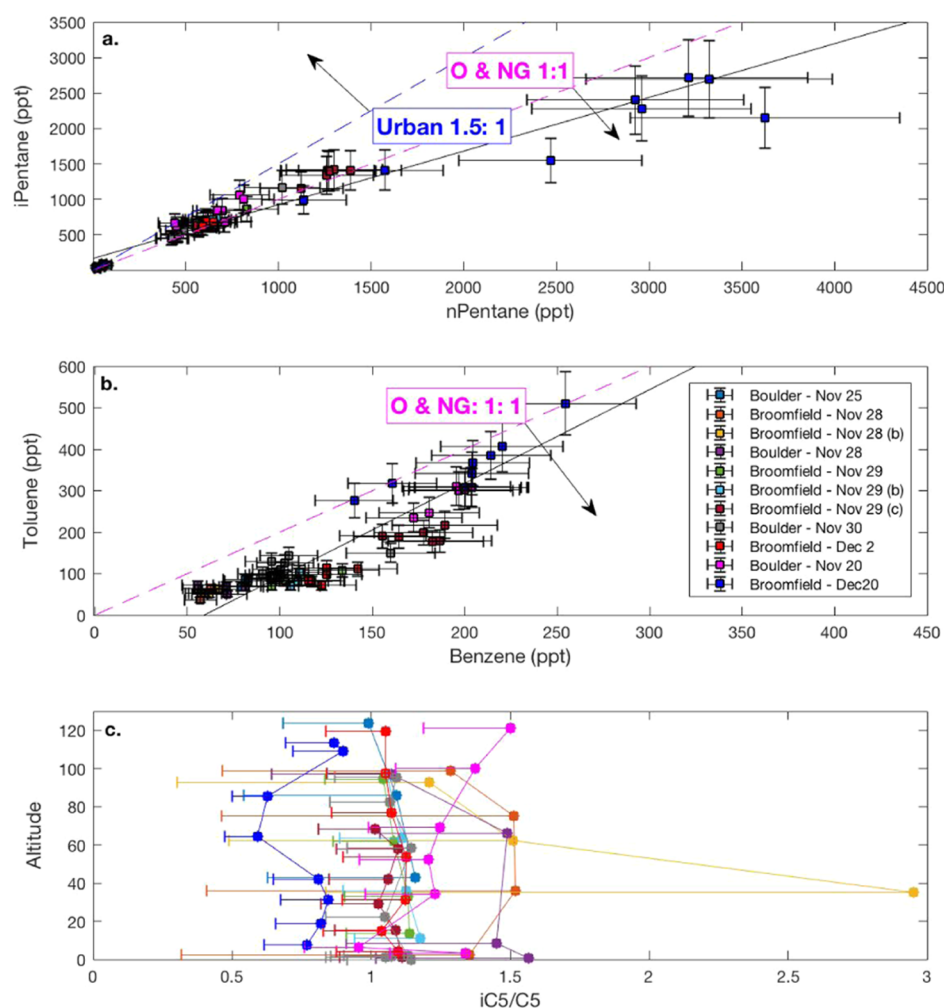 a.
3500
3000
2500
2000
1500
1000
500
iPentane (ppt)
O & NG 1:1
Urban 1.5: 1
500
1000
1500
2000
2500
3000
3500
4000
4500
nPentane (ppt)
b.
600
500
400
300
200
100
0
Toluene (ppt)
O & NG: 1: 1
Boulder - Nov 25
Broomfield - Nov 28
Broomfield - Nov 28 (b)
Boulder - Nov 28
Broomfield - Nov 29
Broomfield - Nov 29 (b)
Broomfield - Nov 29 (c)
Boulder - Nov 30
Broomfield - Dec 2
Boulder - Nov 20
Broomfield - Dec20
0
50
100
150
200
250
300
350
400
450
Benzene (ppt)
c.
120
100
80
60
40
20
0
Altitude
0
0.5
1
1.5
2
2.5
3
iC5/C5